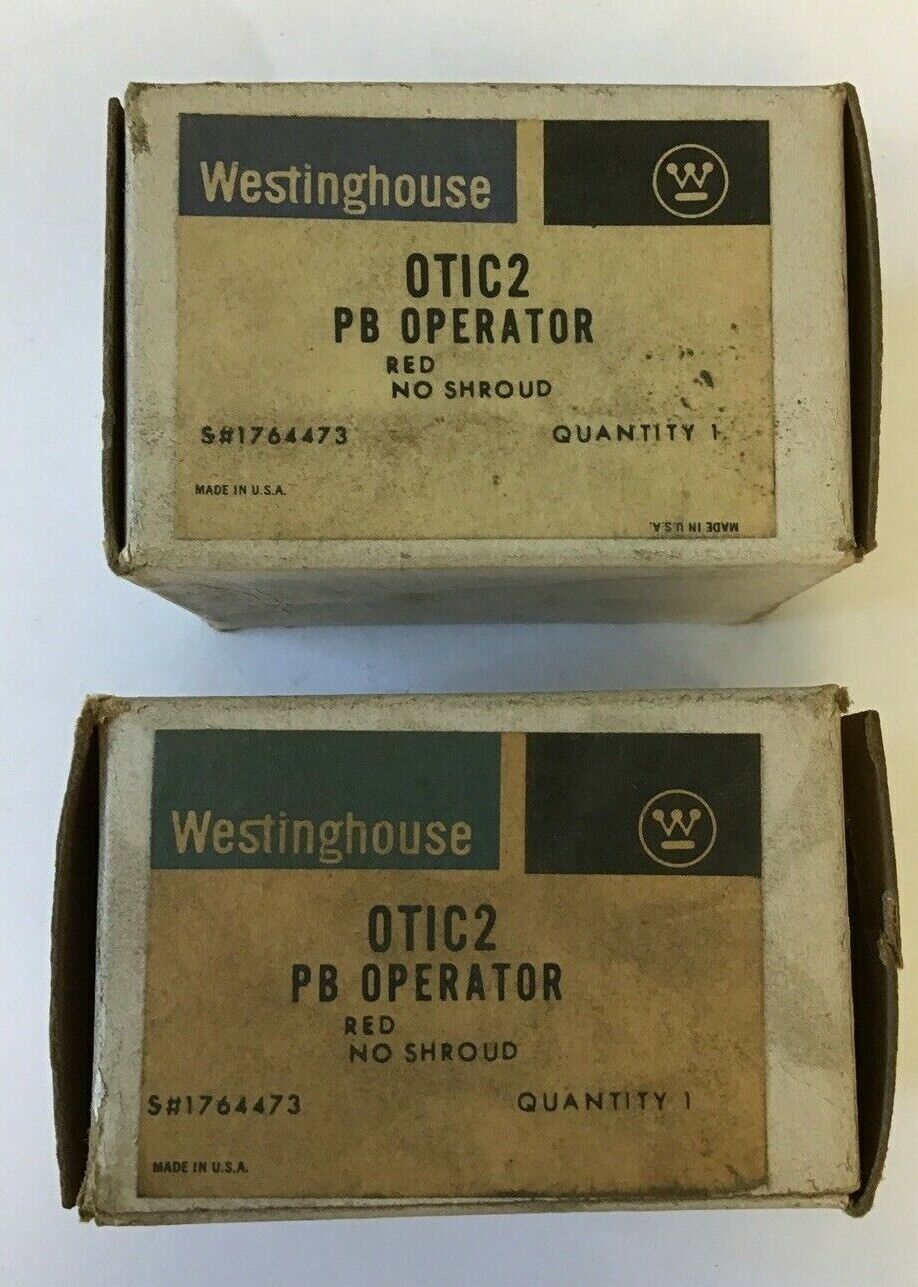 Westinghouse
W
OTIC2
PB OPERATOR
RED
NO SHROUD
S#1764473 QUANTITY 1
MADE IN U.S.A.
MADE IN U.S.A.
Westinghouse
W
OTIC2
PB OPERATOR
RED
NO SHROUD
S#1764473 QUANTITY 1
MADE IN U.S.A.